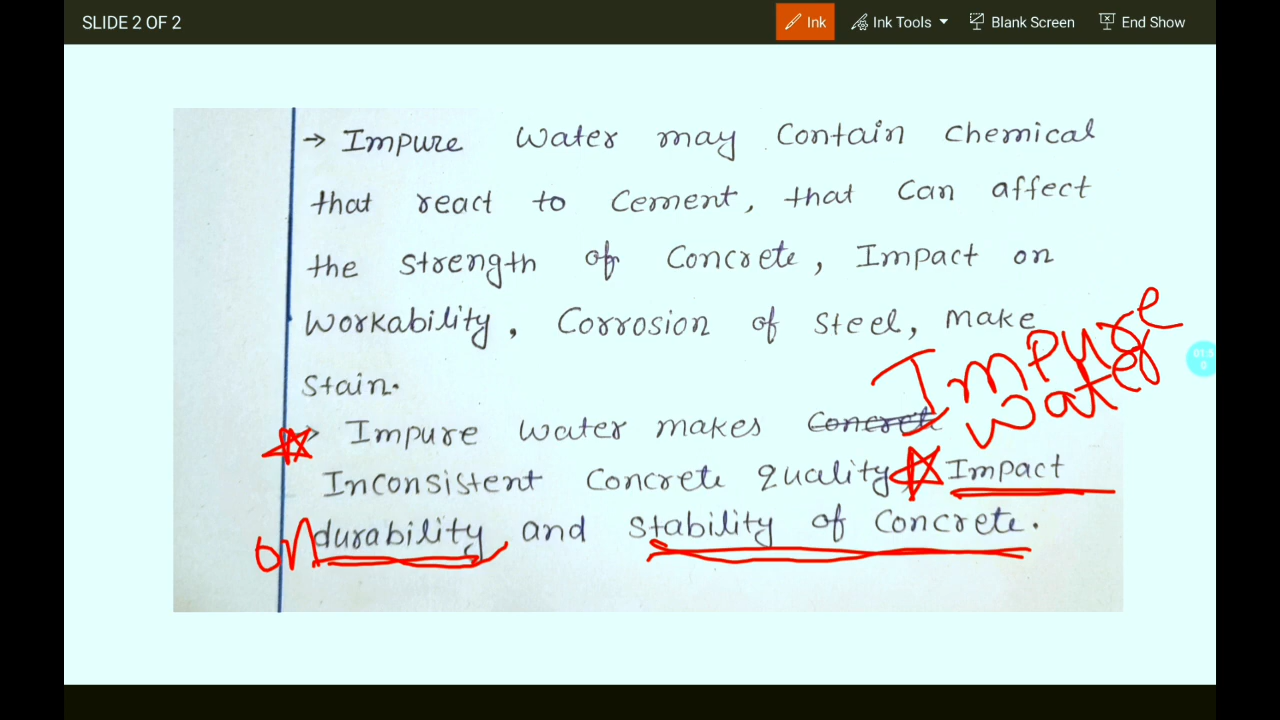 SLIDE 2 OF 2
Ink Ink Tools Blank Screen End Show
→ Impure water may contain chemical
that react to cement, that can affect
the strength of concrete, Impact on
workability, corrosion of steel, make
stain.
Impure
water
→ Impure water makes concret
Inconsistent concrete quality, Impact
on durability, and stability of concrete.